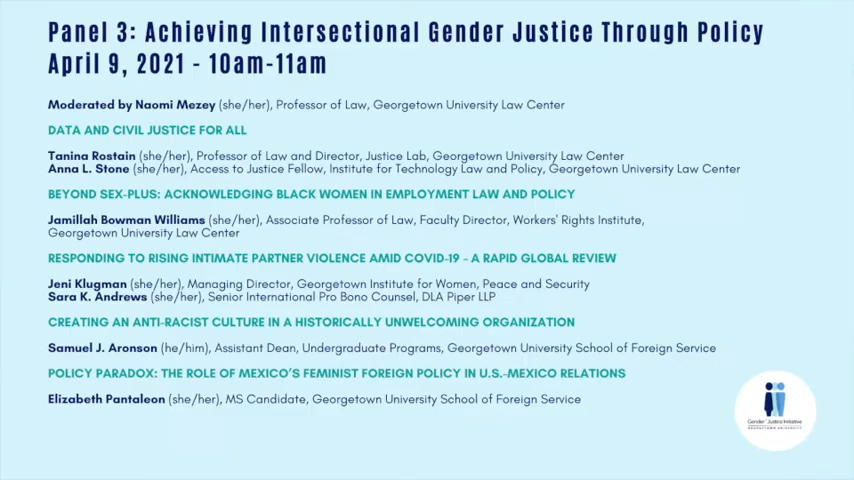 Panel 3: Achieving Intersectional Gender Justice Through Policy
April 9, 2021 - 10am-11am
Moderated by Naomi Mezey (she/her), Professor of Law, Georgetown University Law Center
DATA AND CIVIL JUSTICE FOR ALL
Tanina Rostain (she/her), Professor of Law and Director, Justice Lab, Georgetown University Law Center
Anna L. Stone (she/her), Access to Justice Fellow, Institute for Technology Law and Policy, Georgetown University Law Center
BEYOND SEX-PLUS: ACKNOWLEDGING BLACK WOMEN IN EMPLOYMENT LAW AND POLICY
Jamillah Bowman Williams (she/her), Associate Professor of Law, Faculty Director, Workers' Rights Institute,
Georgetown University Law Center
RESPONDING TO RISING INTIMATE PARTNER VIOLENCE AMID COVID-19 - A RAPID GLOBAL REVIEW
Jeni Klugman (she/her), Managing Director, Georgetown Institute for Women, Peace and Security
Sara K. Andrews (she/her), Senior International Pro Bono Counsel, DLA Piper LLP
CREATING AN ANTI-RACIST CULTURE IN A HISTORICALLY UNWELCOMING ORGANIZATION
Samuel J. Aronson (he/him), Assistant Dean, Undergraduate Programs, Georgetown University School of Foreign Service
POLICY PARADOX: THE ROLE OF MEXICO'S FEMINIST FOREIGN POLICY IN U.S.-MEXICO RELATIONS
Elizabeth Pantaleon (she/her), MS Candidate, Georgetown University School of Foreign Service
Gender+ Justice Initiative
GEORGETOWN UNIVERSITY